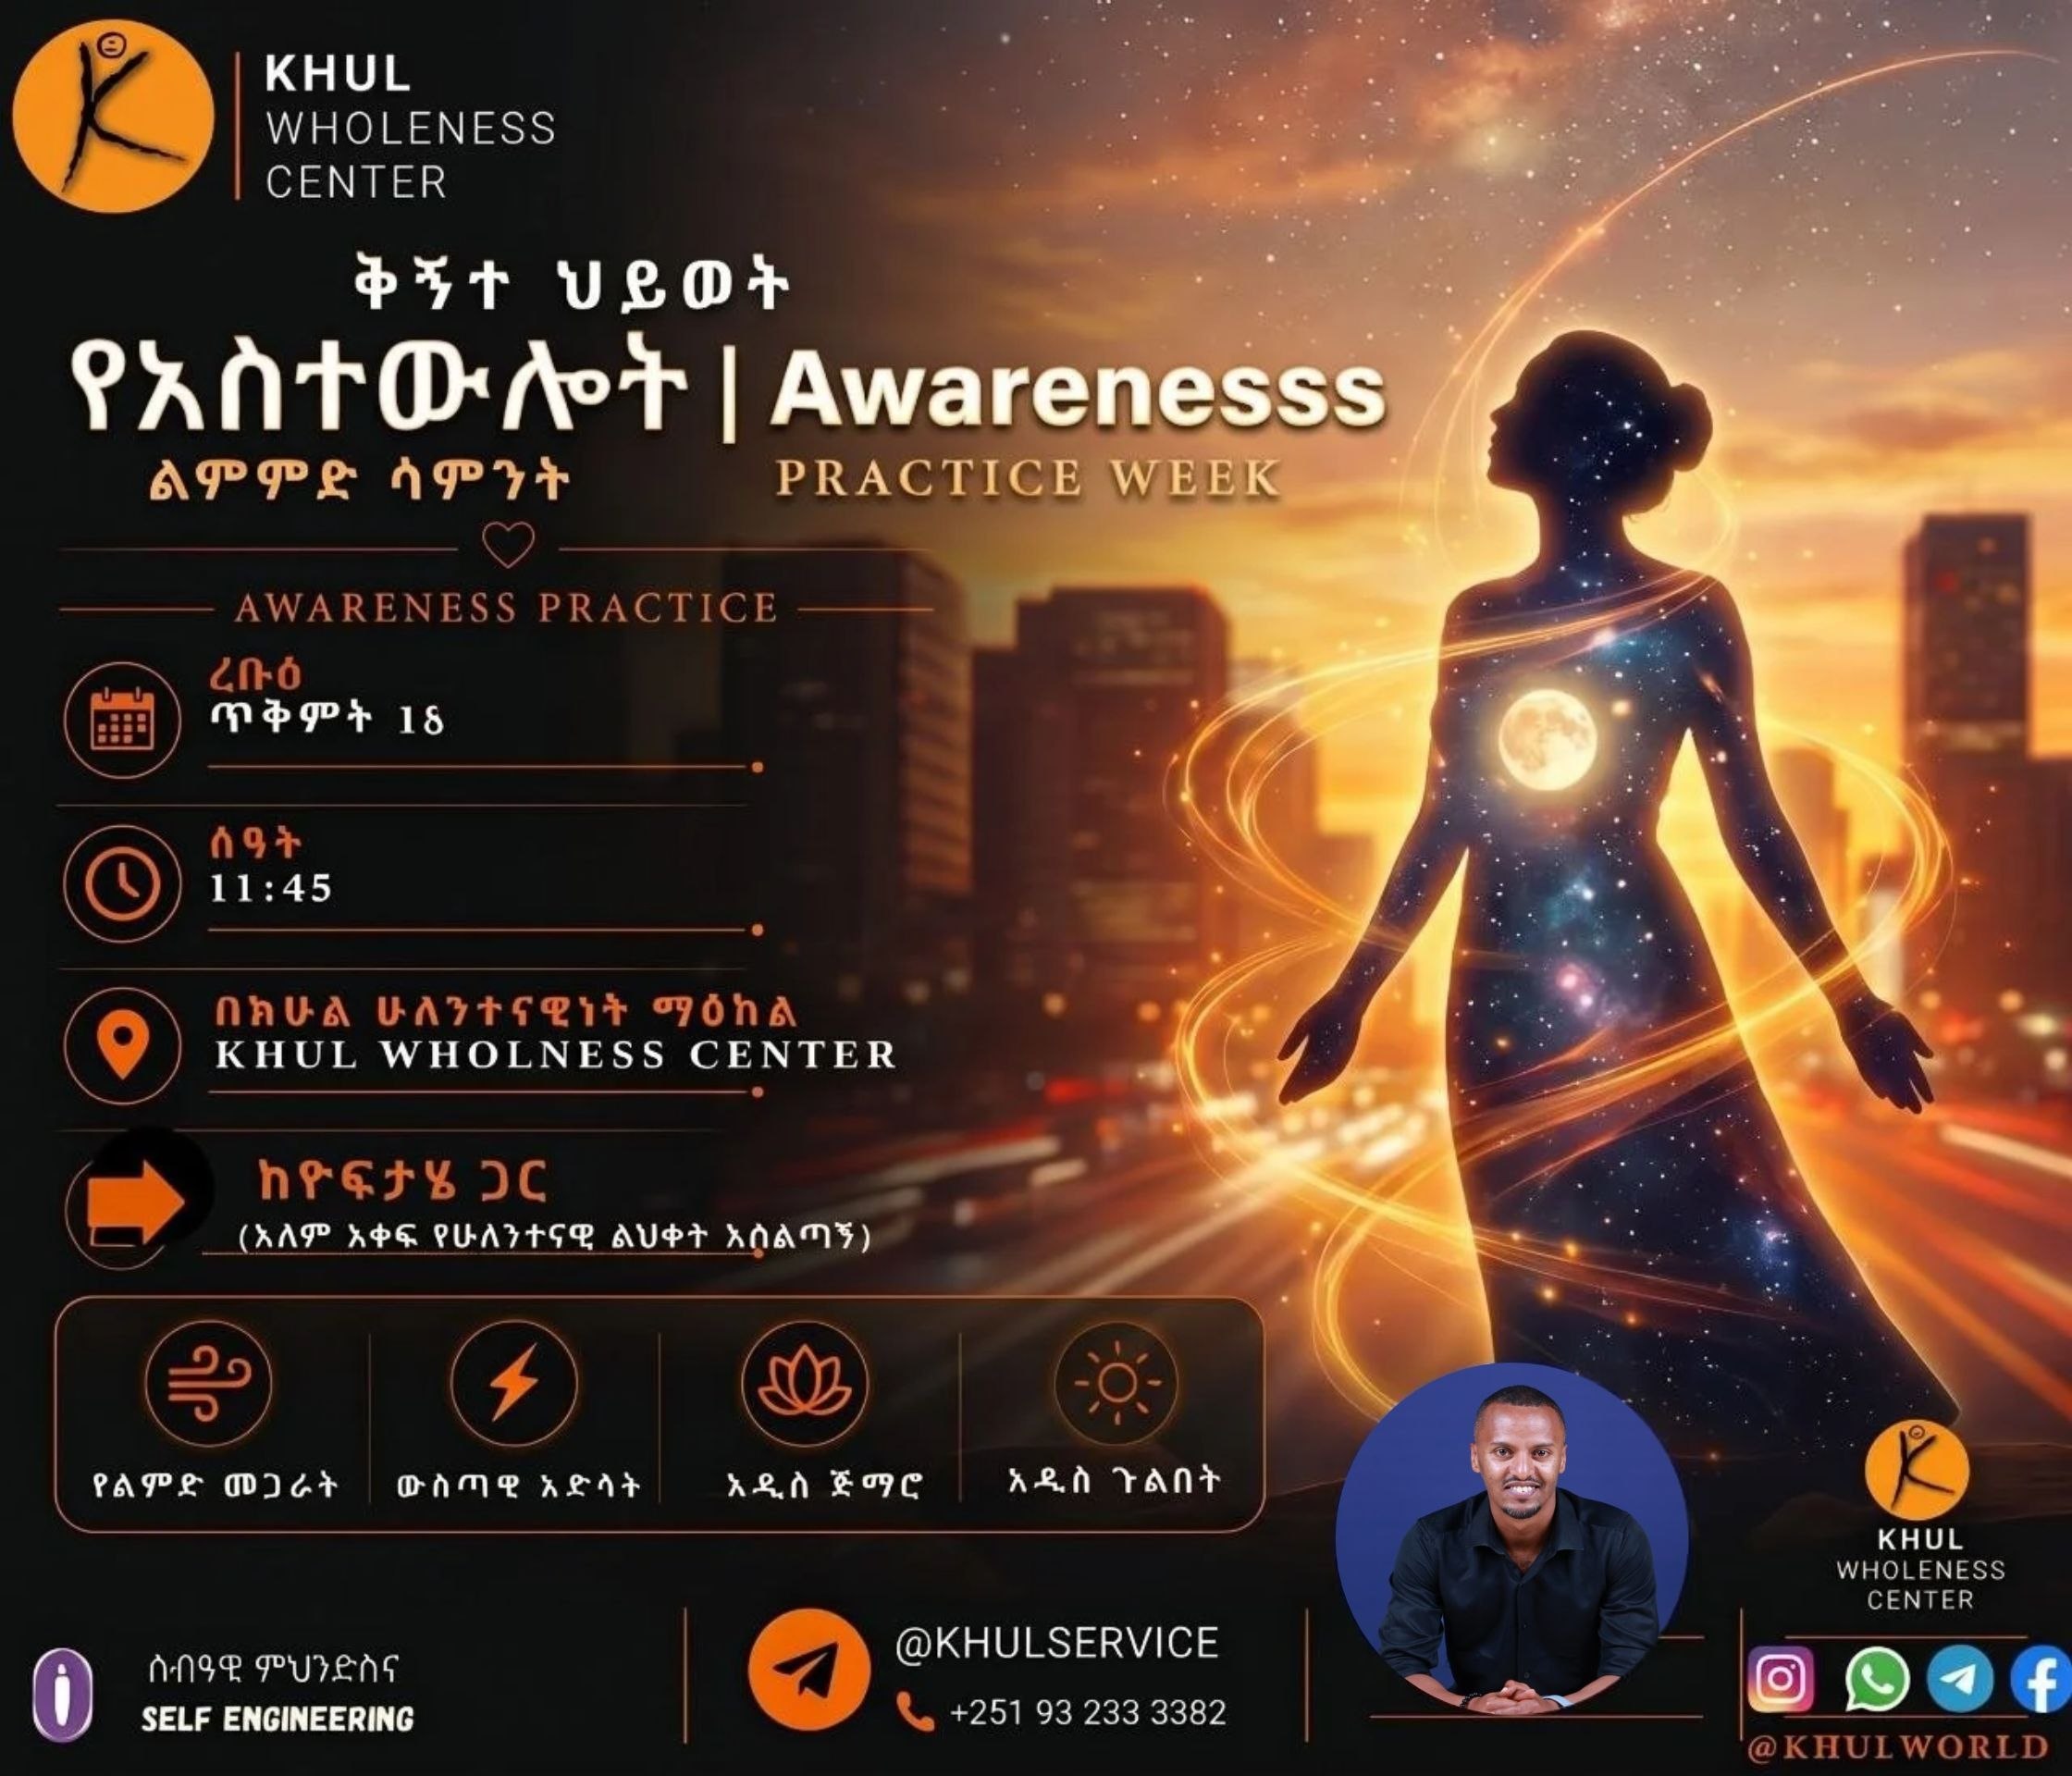 KHUL
WHOLENESS
CENTER
ቅኝተ ህይወት
የአስተውሎት | Awarenesss
ልምምድ ሳምንት PRACTICE WEEK
AWARENESS PRACTICE
ረቡዕ
ጥቅምት 18
ሰዓት
11:45
በክሁል ሁለንተናዊነት ማዕከል
KHUL WHOLNESS CENTER
ከዮፍታሄ ጋር
(አለም አቀፍ የሁለንተናዊ ልህቀት አሰልጣኝ)
የልምድ መጋራት
ውስጣዊ እድሳት
አዲስ ጅማሮ
አዲስ ጉልበት
ሰብዓዊ ምህንድስና
SELF ENGINEERING
@KHULSERVICE
+251 93 233 3382
KHUL
WHOLENESS
CENTER
@KHULWORLD